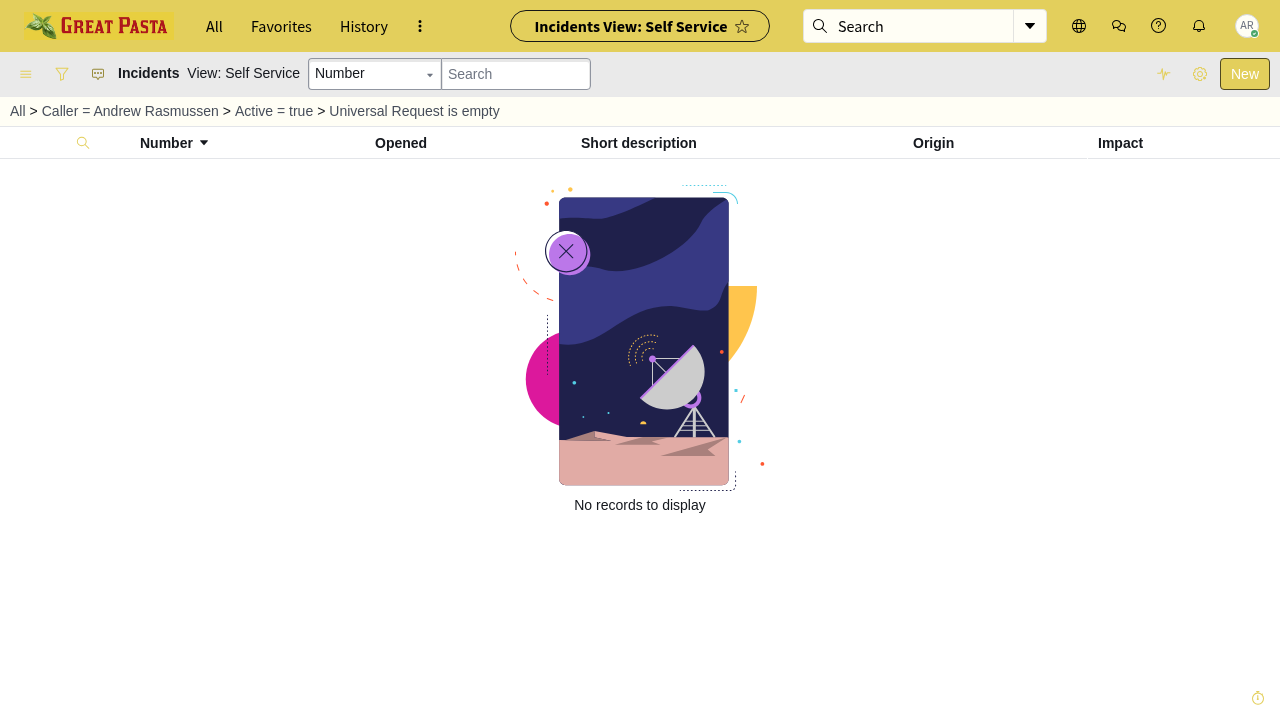 GREAT PASTA
All
Favorites
History
Incidents View: Self Service
Search
AR
Incidents View: Self Service
Number
Search
New
All > Caller = Andrew Rasmussen > Active = true > Universal Request is empty
Number
Opened
Short description
Origin
Impact
No records to display